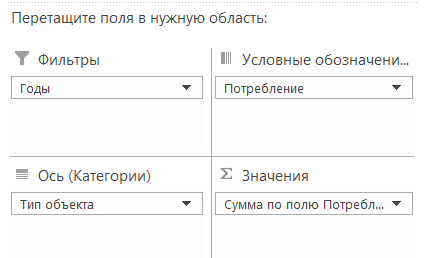 Перетащите поля в нужную область:
Фильтры
Условные обозначени...
Годы
Потребление
Ось (Категории)
Значения
Тип объекта
Сумма по полю Потребл...